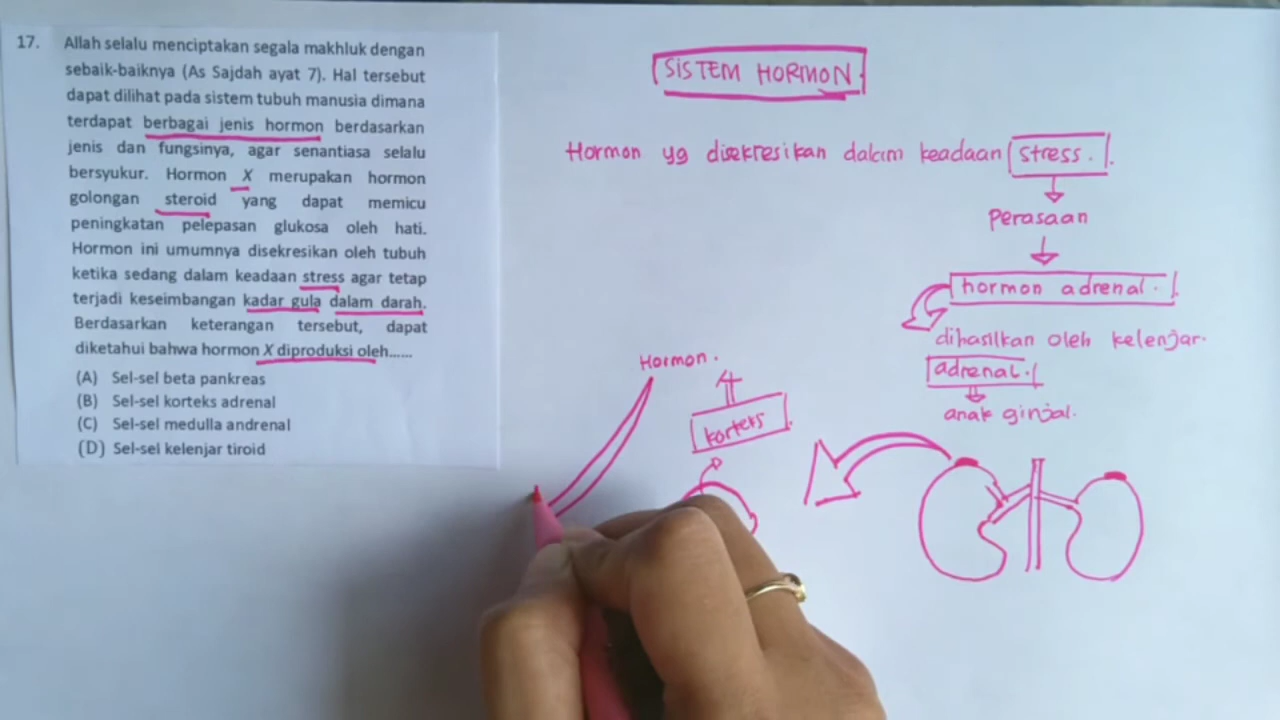 17. Allah selalu menciptakan segala makhluk dengan
sebaik-baiknya (As Sajdah ayat 7). Hal tersebut
dapat dilihat pada sistem tubuh manusia dimana
terdapat berbagai jenis hormon berdasarkan
jenis dan fungsinya, agar senantiasa selalu
bersyukur. Hormon X merupakan hormon
golongan steroid yang dapat memicu
peningkatan pelepasan glukosa oleh hati.
Hormon ini umumnya disekresikan oleh tubuh
ketika sedang dalam keadaan stress agar tetap
terjadi keseimbangan kadar gula dalam darah.
Berdasarkan keterangan tersebut, dapat
diketahui bahwa hormon X diproduksi oleh......
(A) Sel-sel beta pankreas
(B) Sel-sel korteks adrenal
(C) Sel-sel medulla andrenal
(D) Sel-sel kelenjar tiroid
SISTEM HORMON
Hormon yg disekresikan dalam keadaan stress.
Perasaan
hormon adrenal.
dihasilkan oleh kelenjar.
adrenal.
anak ginjal.
Hormon.
korteks